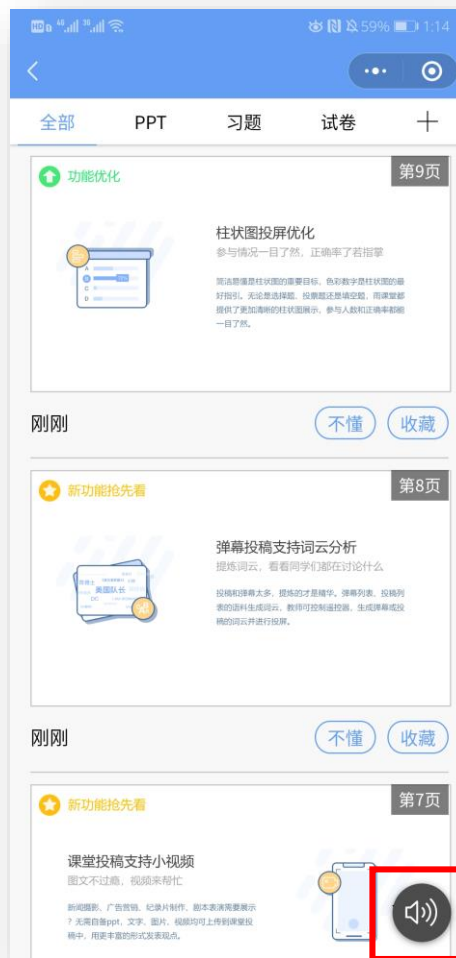 HD 4G 3G 59% 1:14
全部 PPT 习题 试卷
功能优化 第9页
柱状图投屏优化
参与情况一目了然，正确率了若指掌
简洁易懂是柱状图的重要目标，色彩数字是柱状图的最
好指引。无论是选择题、投票题还是填空题，雨课堂都
提供了更加清晰的柱状图展示，参与人数和正确率都能
一目了然。
A
B
C
D
刚刚 不懂 收藏
新功能抢先看 第8页
弹幕投稿支持词云分析
提炼词云，看看同学们都在讨论什么
投稿和弹幕太多，提炼的才是精华。弹幕列表、投稿列
表的语料生成词云，教师可控制遥控器，生成弹幕或投
稿的词云并进行投屏。
美国队长
刚刚 不懂 收藏
新功能抢先看 第7页
课堂投稿支持小视频
图文不过瘾，视频来帮忙
新闻摄影、广告营销、纪录片制作、剧本表演需要展示
？无需自备ppt，文字、图片、视频均可上传到课堂投
稿中，用更丰富的形式发表观点。